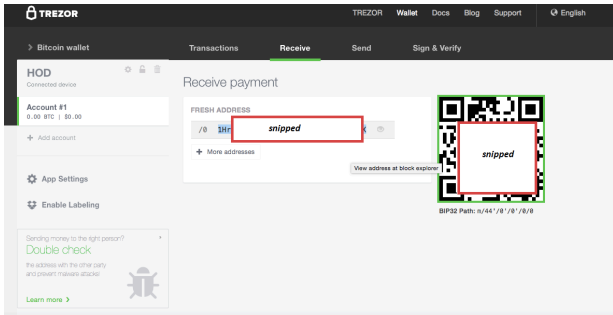 TREZOR
TREZOR Wallet Docs Blog Support English
> Bitcoin wallet
Transactions Receive Send Sign & Verify
HOD
Connected device
Account #1
0.00 BTC | $0.00
+ Add account
App Settings
Enable Labeling
Sending money to the right person?
Double check
the address with the other party
and prevent malware attacks!
Learn more >
Receive payment
FRESH ADDRESS
/0 1Hr snipped X
+ More addresses
View address at block explorer
snipped
BIP32 Path: m/44'/0'/0'/0/0